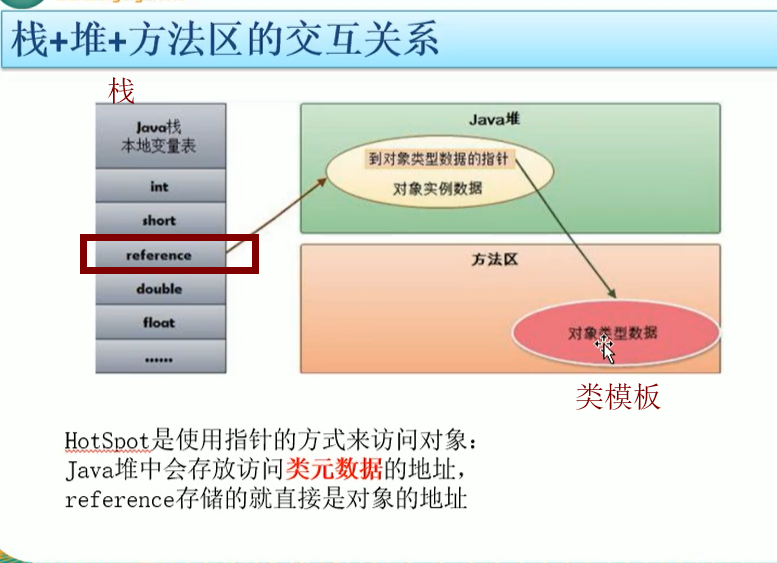 栈+堆+方法区的交互关系
栈
Java栈
本地变量表
int
short
reference
double
float
......
Java堆
到对象类型数据的指针
对象实例数据
方法区
对象类型数据
类模板
HotSpot是使用指针的方式来访问对象：
Java堆中会存放访问类元数据的地址，
reference存储的就直接是对象的地址